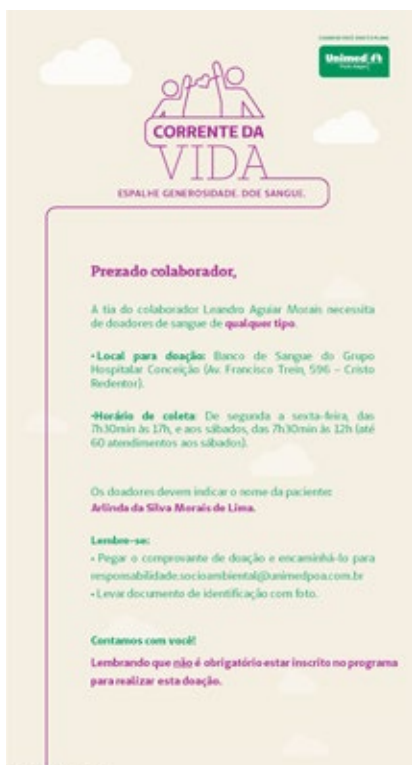 Unimed
Porto Alegre
CORRENTE DA
VIDA
ESPALHE GENEROSIDADE. DOE SANGUE.
Prezado colaborador,
A tia do colaborador Leandro Aguiar Morais necessita
de doadores de sangue de qualquer tipo.
•Local para doação: Banco de Sangue do Grupo
Hospitalar Conceição (Av. Francisco Trein, 596 – Cristo
Redentor).
•Horário de coleta: De segunda a sexta-feira, das
7h30min às 17h, e aos sábados, das 7h30min às 12h (até
60 atendimentos aos sábados).
Os doadores devem indicar o nome da paciente:
Arlinda da Silva Morais de Lima.
Lembre-se:
• Pegar o comprovante de doação e encaminhá-lo para
responsabilidade.socioambiental@unimedpoa.com.br
• Levar documento de identificação com foto.
Contamos com você!
Lembrando que não é obrigatório estar inscrito no programa
para realizar esta doação.